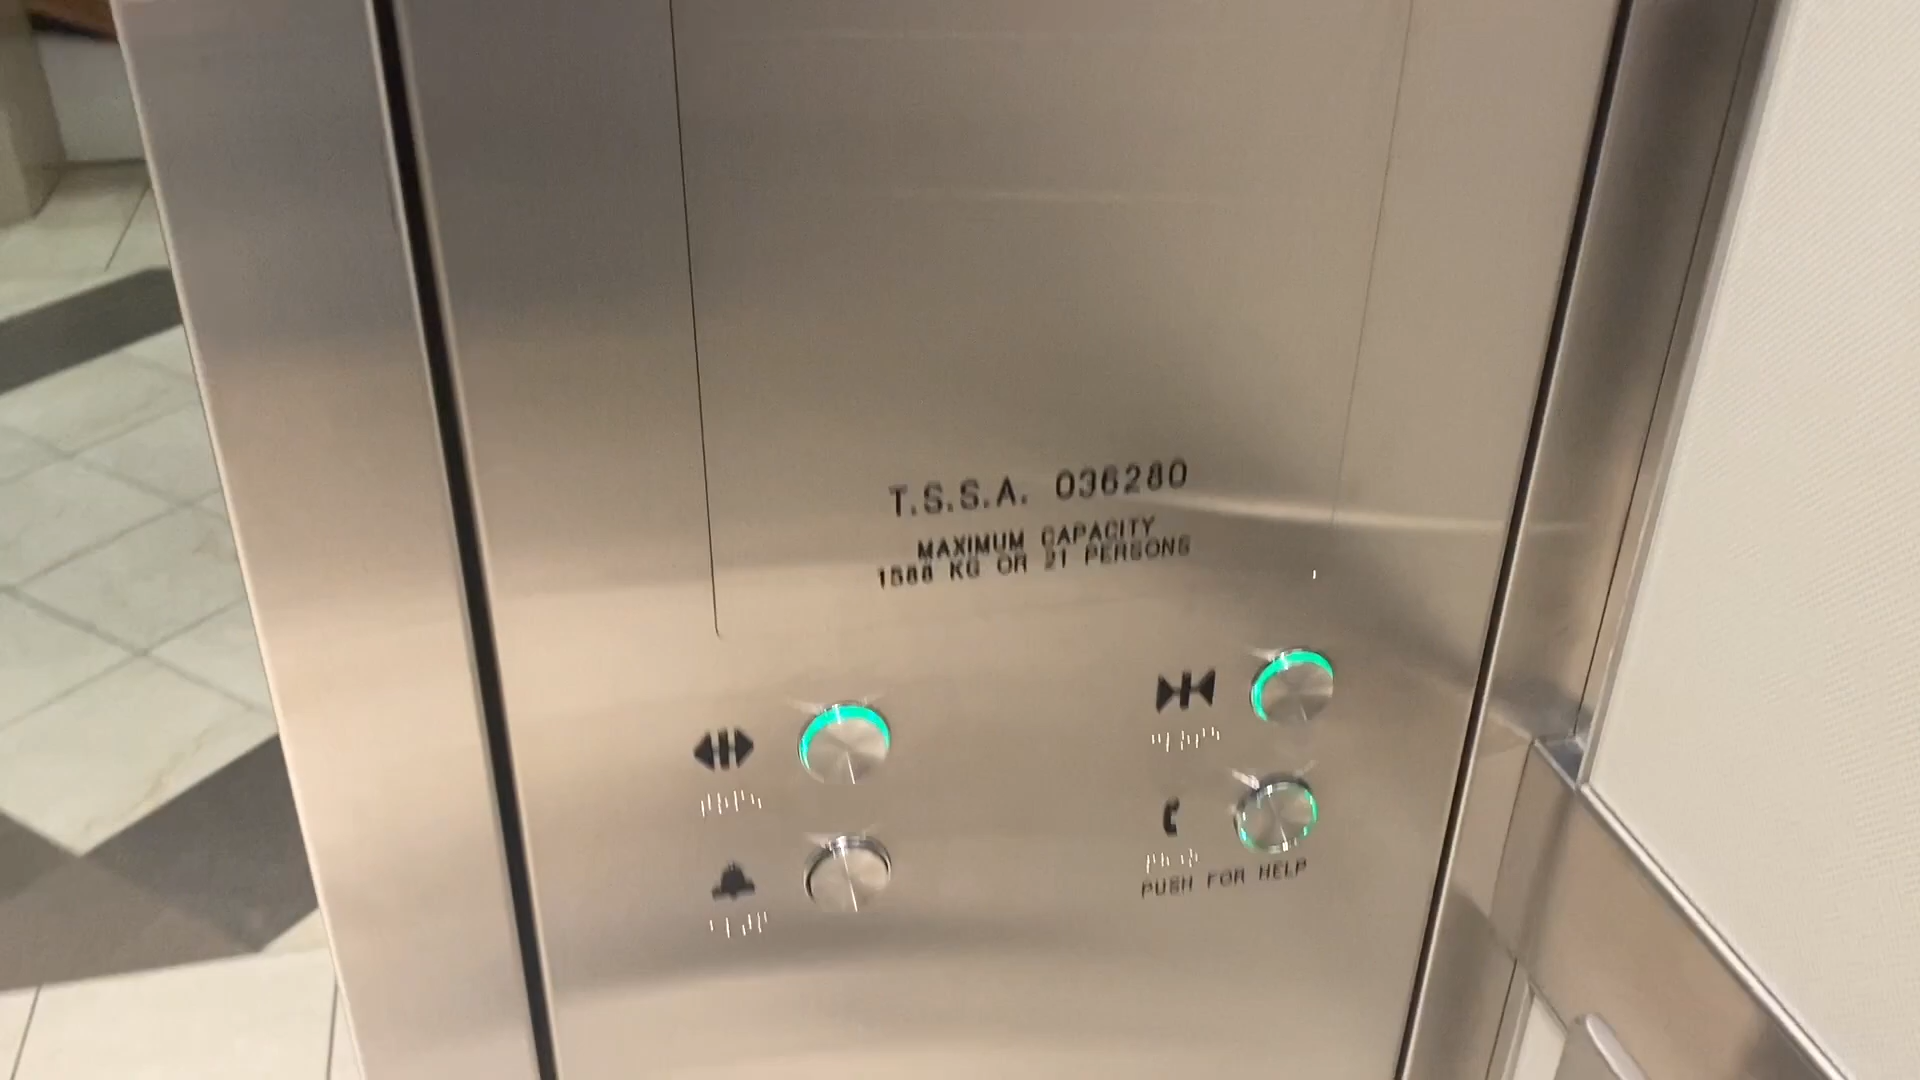 T.S.S.A. 036280
MAXIMUM CAPACITY
1588 KG OR 21 PERSONS
PUSH FOR HELP